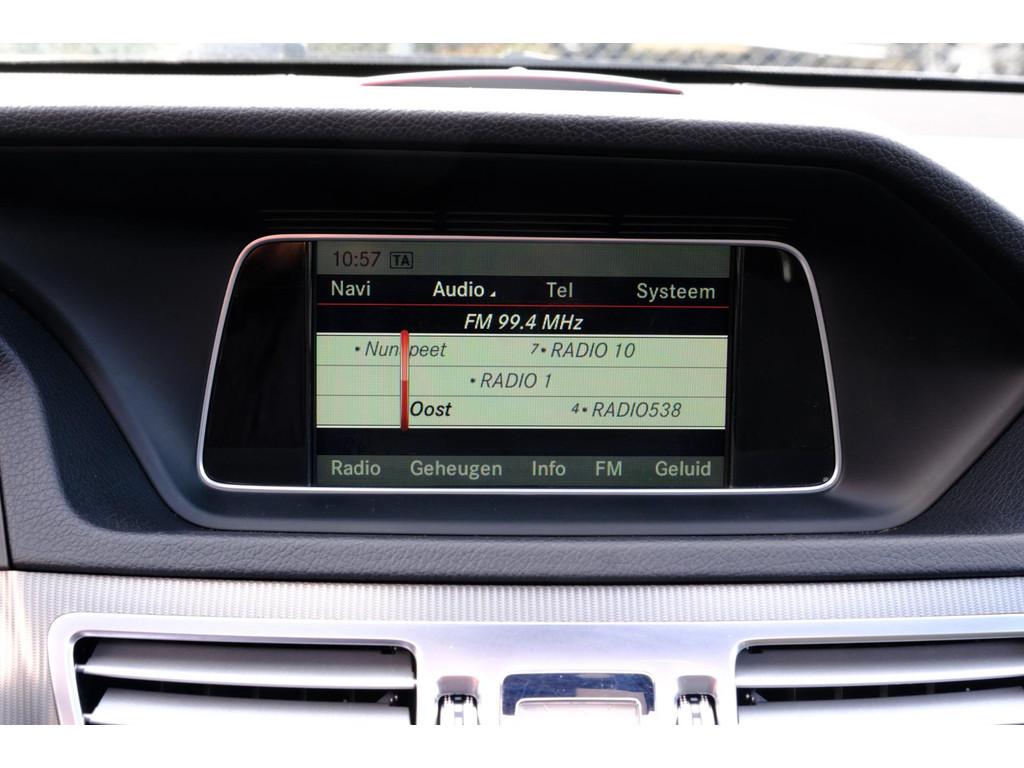 10:57 TA
Navi Audio Tel Systeem
FM 99.4 MHz
• Nunspeet 7• RADIO 10
• RADIO 1
Oost 4• RADIO538
Radio Geheugen Info FM Geluid